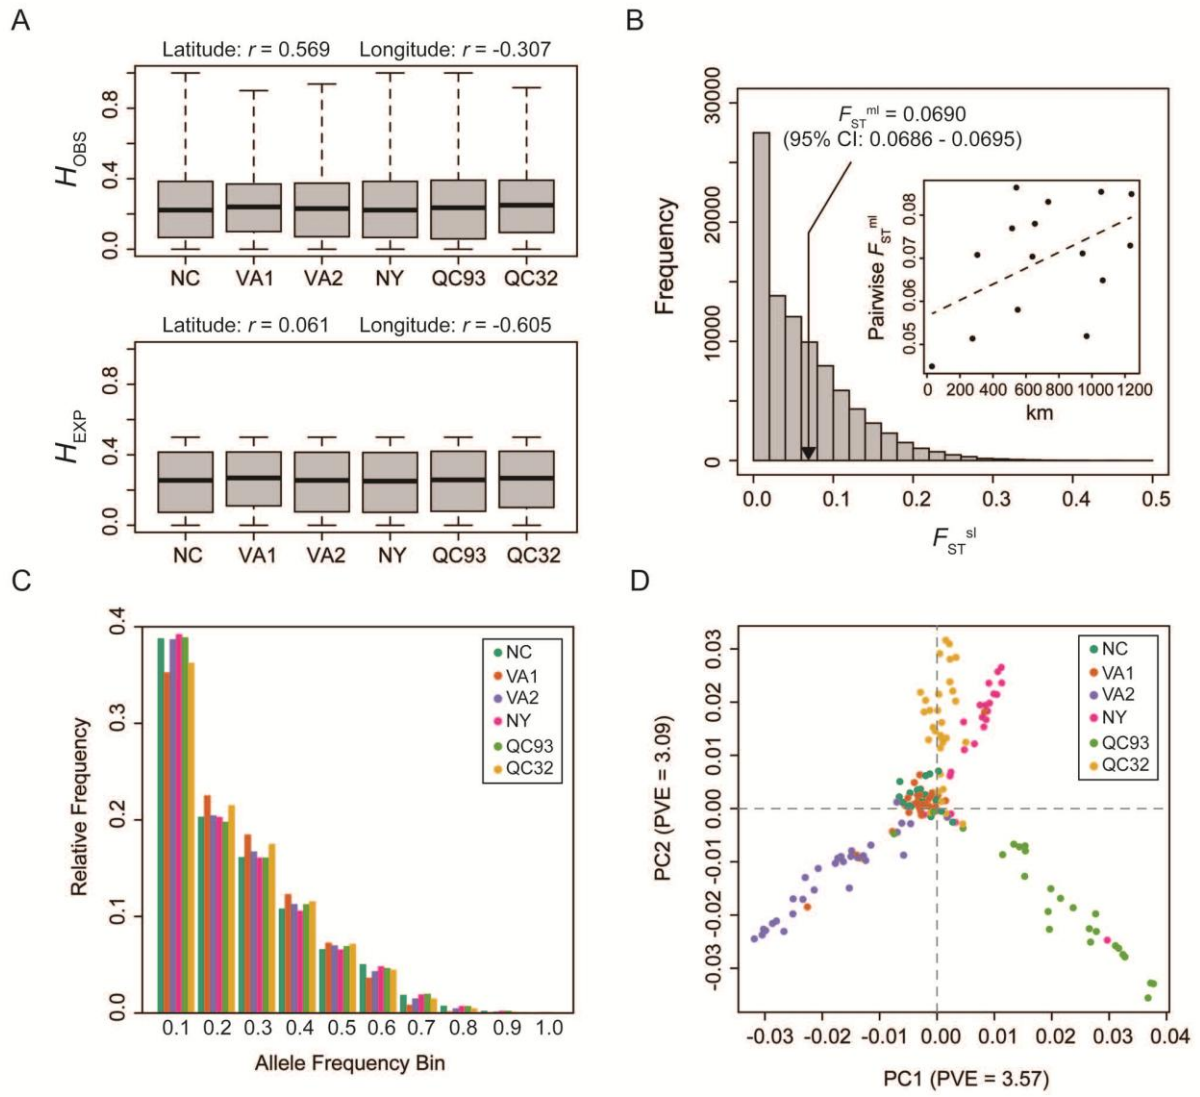 A
Latitude: r = 0.569 Longitude: r = -0.307
H_OBS
0.8
0.4
0.0
NC VA1 VA2 NY QC93 QC32
Latitude: r = 0.061 Longitude: r = -0.605
H_EXP
0.8
0.4
0.0
NC VA1 VA2 NY QC93 QC32
B
F_ST^ml = 0.0690
(95% CI: 0.0686 - 0.0695)
Frequency
30000
20000
10000
0
0.0 0.1 0.2 0.3 0.4 0.5
F_ST^sl
Pairwise F_ST^ml
0.08
0.07
0.06
0.05
0 200 400 600 800 1000 1200
km
C
Relative Frequency
0.4
0.3
0.2
0.1
0.0
NC
VA1
VA2
NY
QC93
QC32
0.1 0.2 0.3 0.4 0.5 0.6 0.7 0.8 0.9 1.0
Allele Frequency Bin
D
PC2 (PVE = 3.09)
0.03
0.02
0.01
0.00
-0.01
-0.02
-0.03
NC
VA1
VA2
NY
QC93
QC32
-0.03 -0.02 -0.01 0.00 0.01 0.02 0.03 0.04
PC1 (PVE = 3.57)